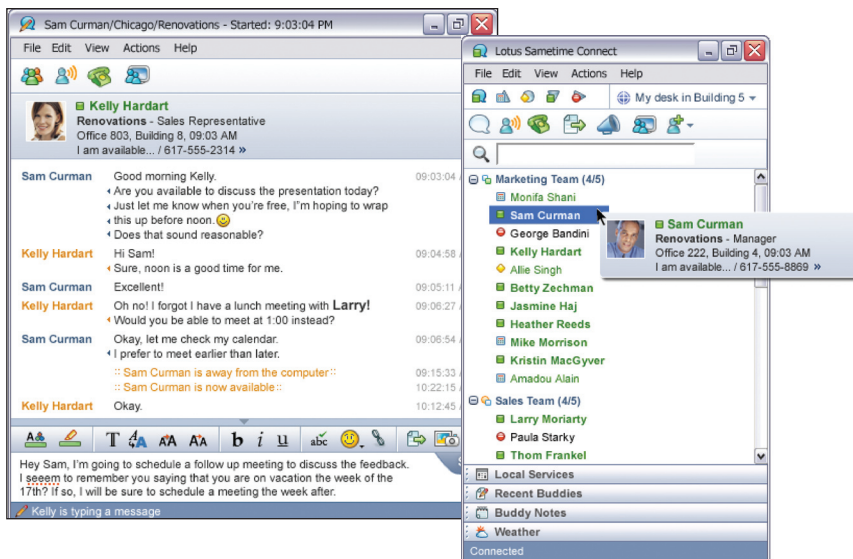 Sam Curman/Chicago/Renovations - Started: 9:03:04 PM
File Edit View Actions Help
Kelly Hardart
Renovations - Sales Representative
Office 803, Building 8, 09:03 AM
I am available... / 617-555-2314 »
Sam Curman Good morning Kelly. 09:03:04
Are you available to discuss the presentation today?
Just let me know when you're free, I"m hoping to wrap
this up before noon.
Does that sound reasonable?
Kelly Hardart Hi Sam! 09:04:58
Sure, noon is a good time for me.
Sam Curman Excellent! 09:05:11
Kelly Hardart Oh no! I forgot I have a lunch meeting with Larry! 09:06:27
Would you be able to meet at 1:00 instead?
Sam Curman Okay, let me check my calendar. 09:06:54
I prefer to meet earlier than later.
:: Sam Curman is away from the computer :: 09:15:33
:: Sam Curman is now available :: 10:22:15
Kelly Hardart Okay. 10:12:45
T A A A A A b i u abc
Hey Sam, I'm going to schedule a follow up meeting to discuss the feedback.
I seeem to remember you saying that you are on vacation the week of the
17th? If so, I will be sure to schedule a meeting the week after.
Kelly is typing a message
Lotus Sametime Connect
File Edit View Actions Help
My desk in Building 5
Marketing Team (4/5)
Monifa Shani
Sam Curman
George Bandini
Kelly Hardart
Allie Singh
Betty Zechman
Jasmine Haj
Heather Reeds
Mike Morrison
Kristin MacGyver
Amadou Alain
Sales Team (4/5)
Larry Moriarty
Paula Starky
Thom Frankel
Local Services
Recent Buddies
Buddy Notes
Weather
Connected
Sam Curman
Renovations - Manager
Office 222, Building 4, 09:03 AM
I am available... / 617-555-8869 »